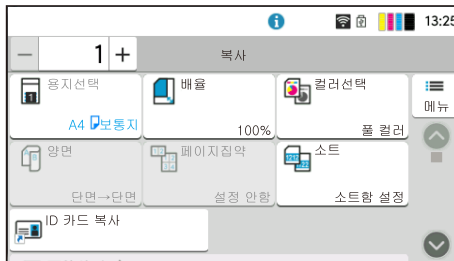 13:25
− 1 + 복사
용지선택 배율 컬러선택
메뉴
A4 보통지 100% 풀 컬러
양면 페이지집약 소트
단면→단면 설정 안함 소트함 설정
ID 카드 복사